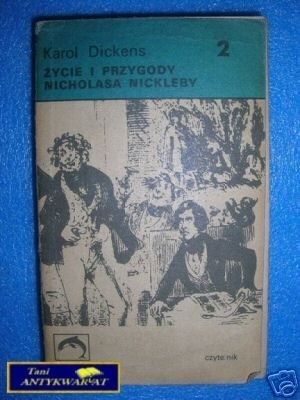 Karol Dickens 2
ŻYCIE I PRZYGODY
NICHOLASA NICKLEBY
czytelnik
Tani
ANTYKWARIAT